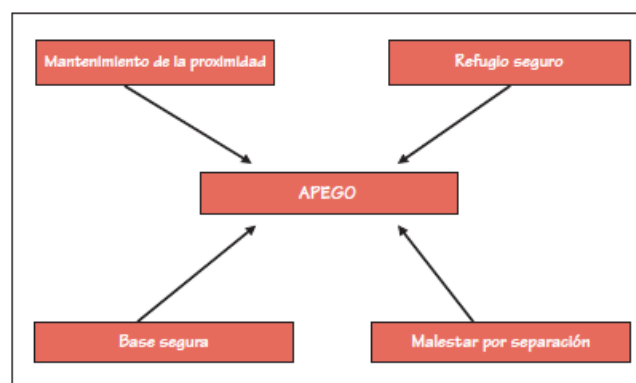 Mantenimiento de la proximidad
Refugio seguro
APEGO
Base segura
Malestar por separación